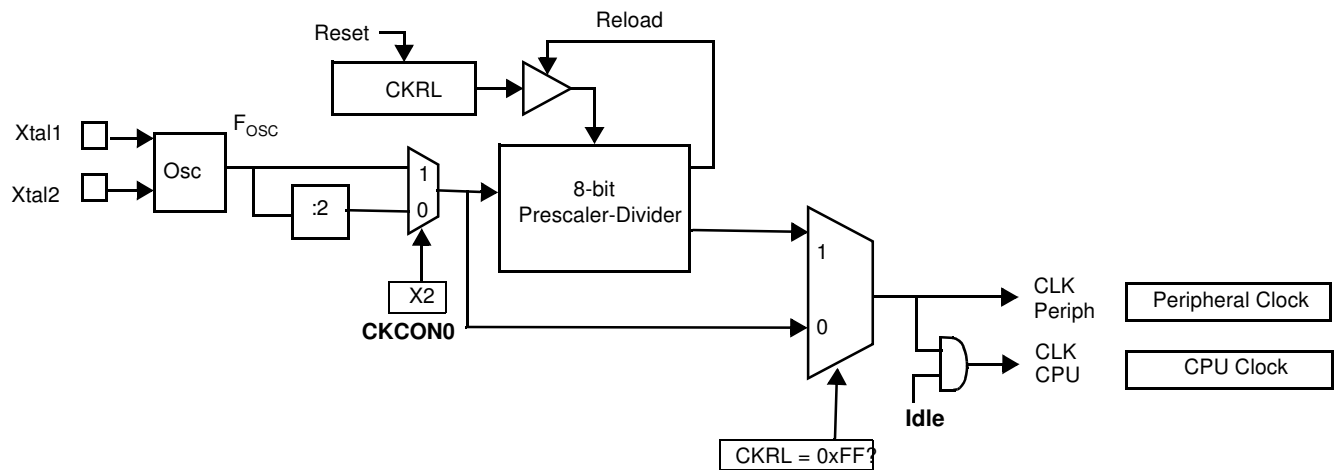 Reload
Reset
CKRL
Xtal1
Xtal2
FOSC
Osc
:2
1
0
X2
CKCON0
8-bit
Prescaler-Divider
1
0
CKRL = 0xFF?
CLK
Periph
Peripheral Clock
CLK
CPU
CPU Clock
Idle